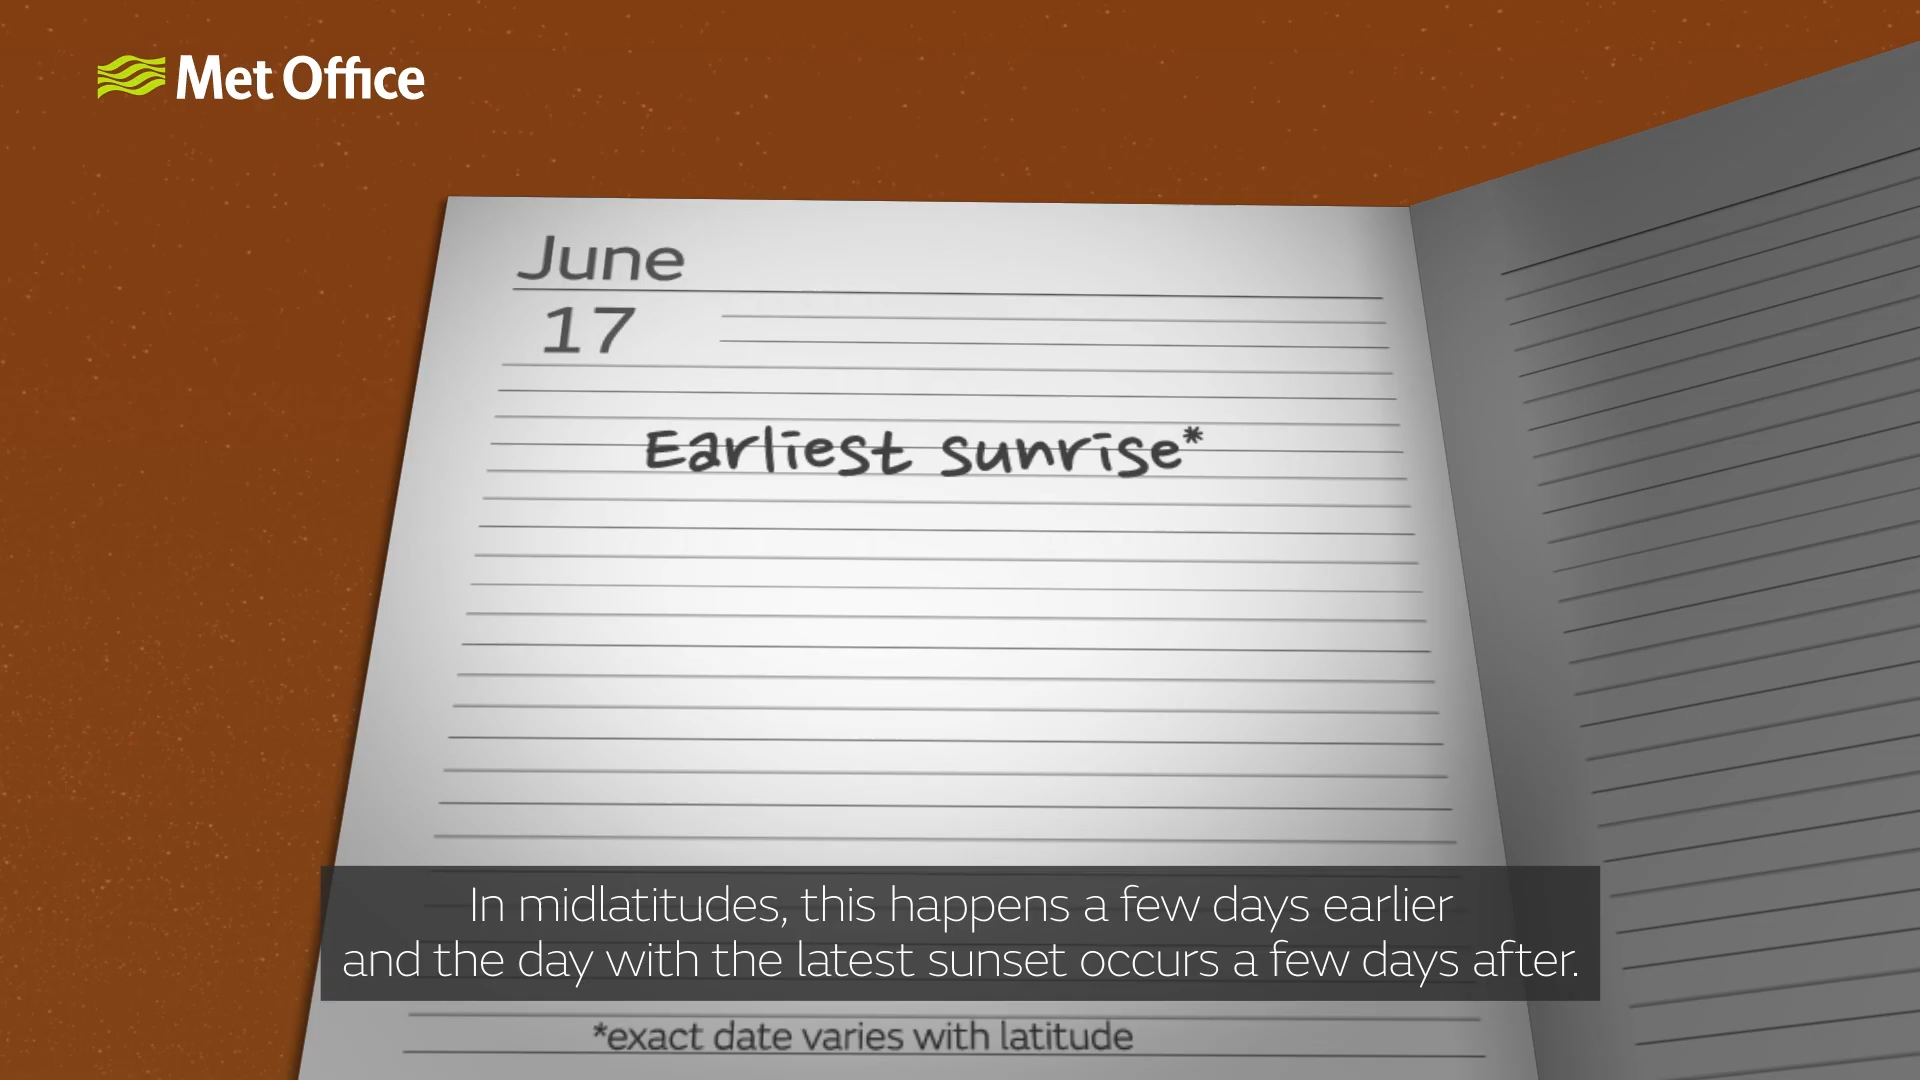 Met Office
June
17
Earliest sunrise*
In midlatitudes, this happens a few days earlier
and the day with the latest sunset occurs a few days after.
*exact date varies with latitude